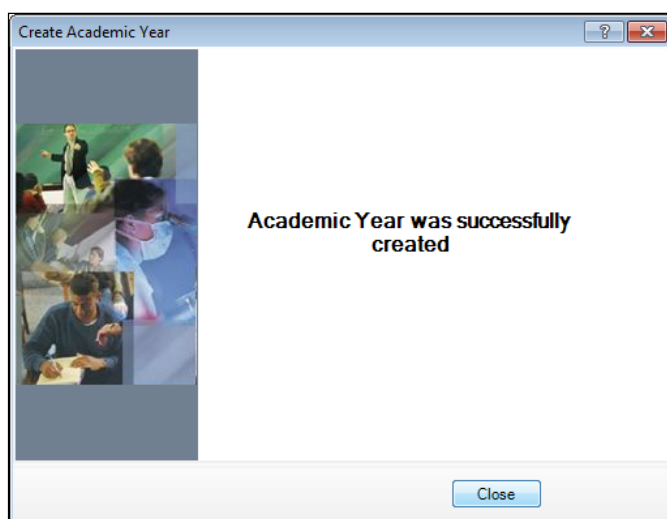 Create Academic Year
?
Academic Year was successfully
created
Close